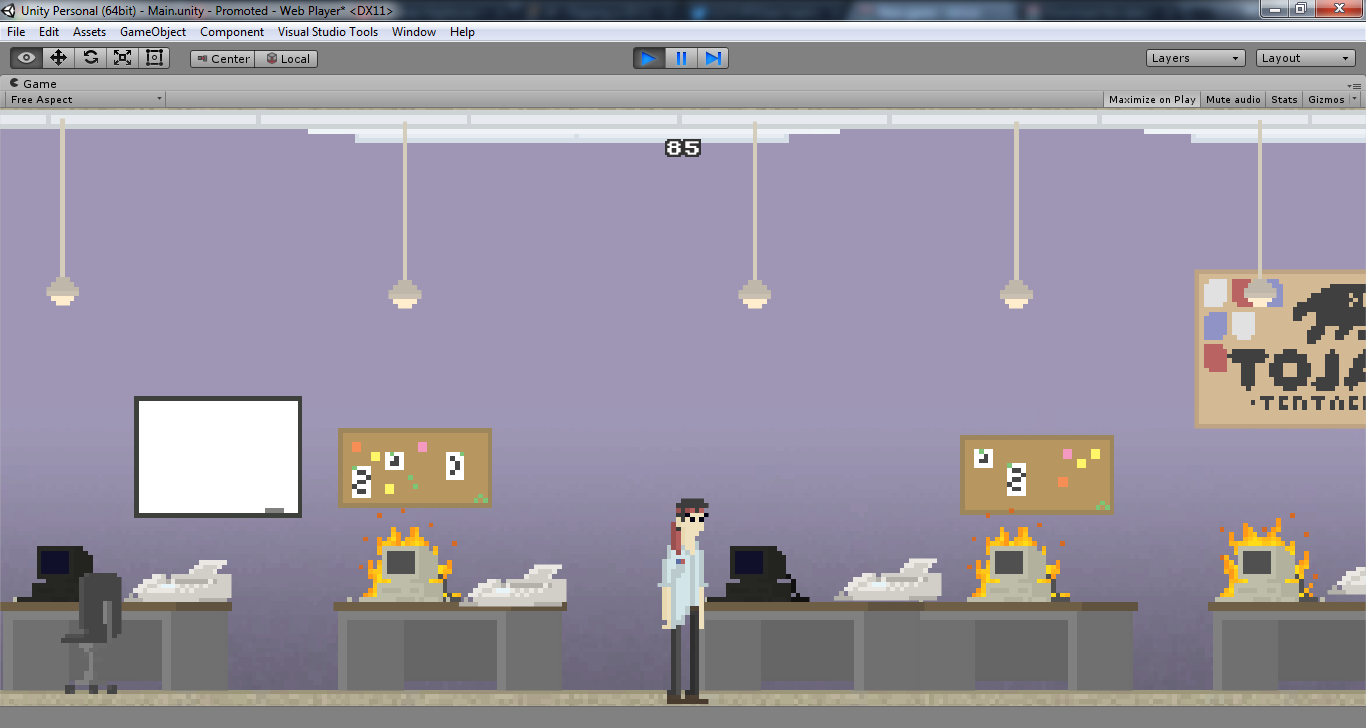 Unity Personal (64bit) - Main.unity - Promoted - Web Player* <DX11>
File Edit Assets GameObject Component Visual Studio Tools Window Help
Center Local Layers Layout
Game
Free Aspect Maximize on Play Mute audio Stats Gizmos
85
TOJA